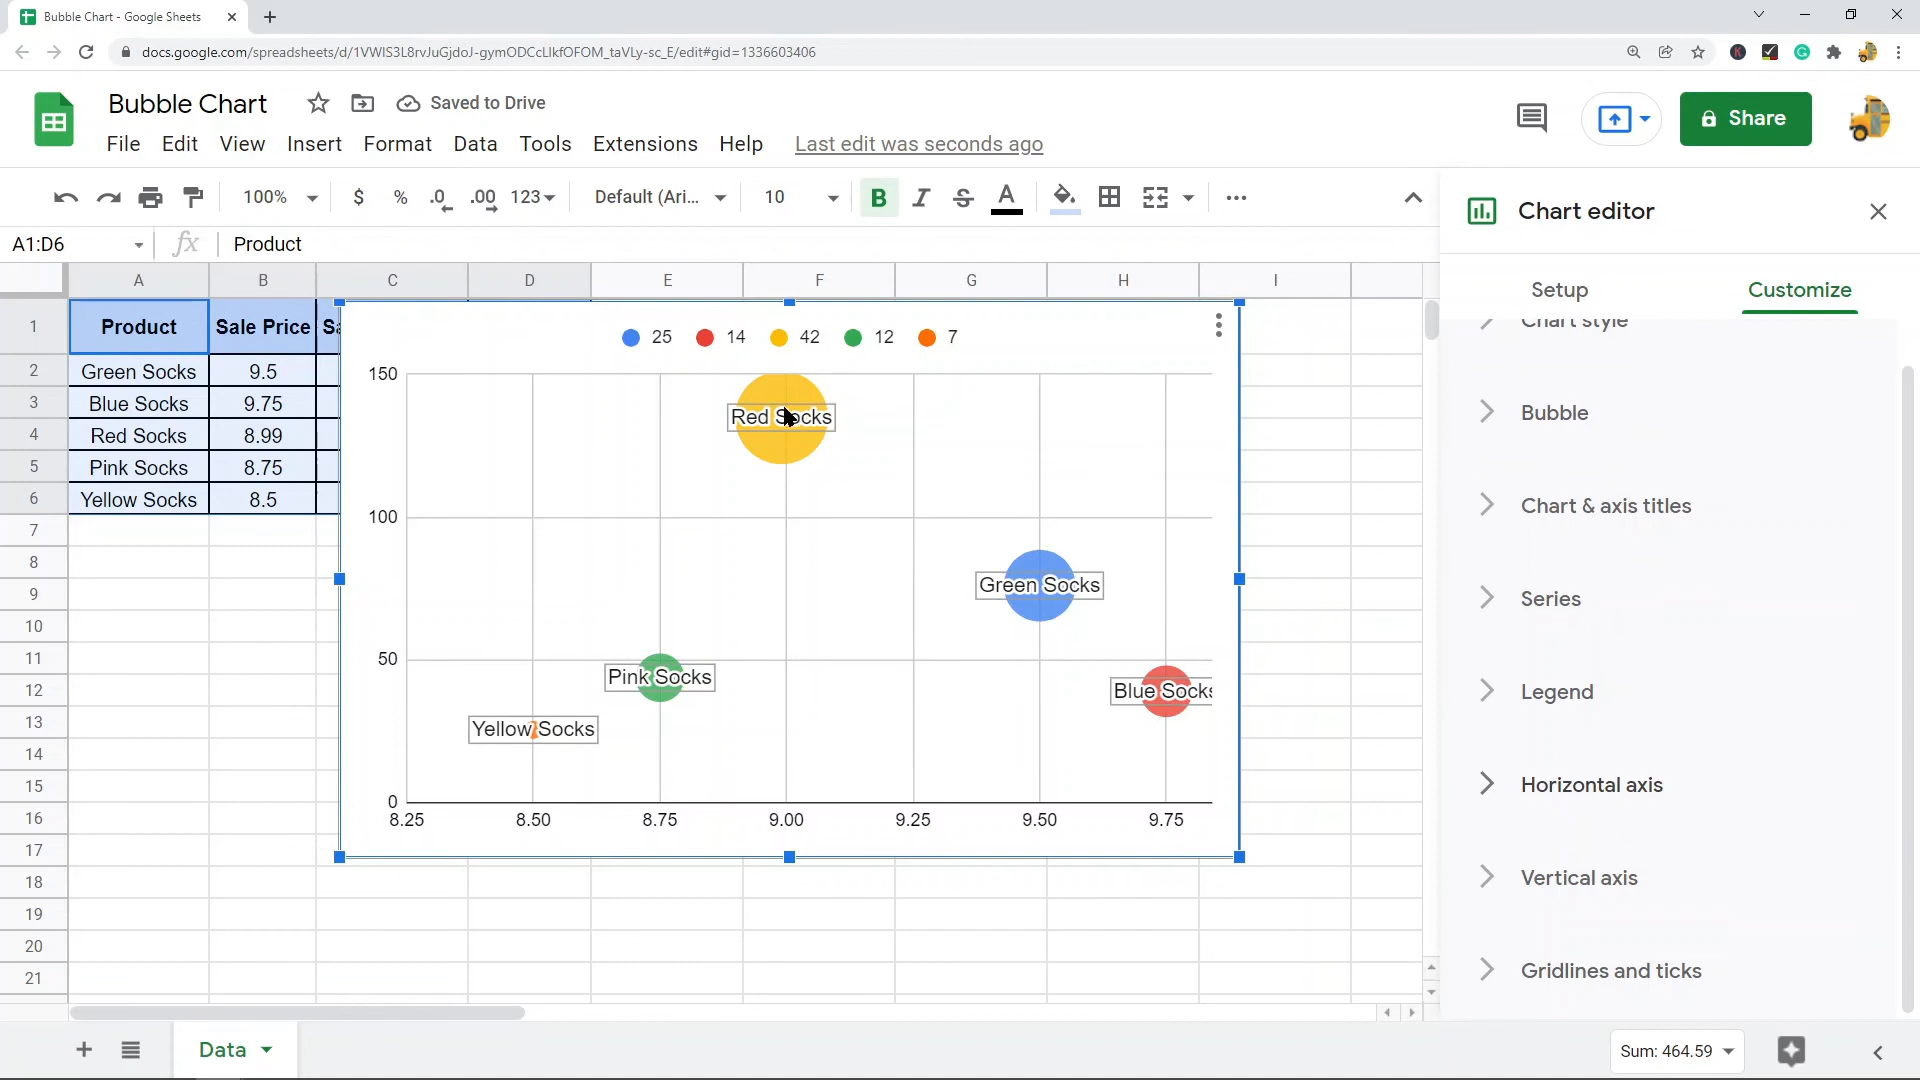 Bubble Chart - Google Sheets
docs.google.com/spreadsheets/d/1VWIS3L8rvJuGjdoJ-gymODCcLlkfOFOM_taVLy-sc_E/edit#gid=1336603406
Bubble Chart
Saved to Drive
File Edit View Insert Format Data Tools Extensions Help Last edit was seconds ago
Share
100% $ % .0 .00 123 Default (Ari... 10 B I S A
Chart editor
A1:D6 fx Product
Setup Customize
A B C D E F G H I
1 Product Sale Price
2 Green Socks 9.5
3 Blue Socks 9.75
4 Red Socks 8.99
5 Pink Socks 8.75
6 Yellow Socks 8.5
7
8
9
10
11
12
13
14
15
16
17
18
19
20
21
25 14 42 12 7
150
100
50
0
Red Socks
Green Socks
Pink Socks
Blue Socks
Yellow Socks
8.25 8.50 8.75 9.00 9.25 9.50 9.75
Chart style
Bubble
Chart & axis titles
Series
Legend
Horizontal axis
Vertical axis
Gridlines and ticks
Data
Sum: 464.59